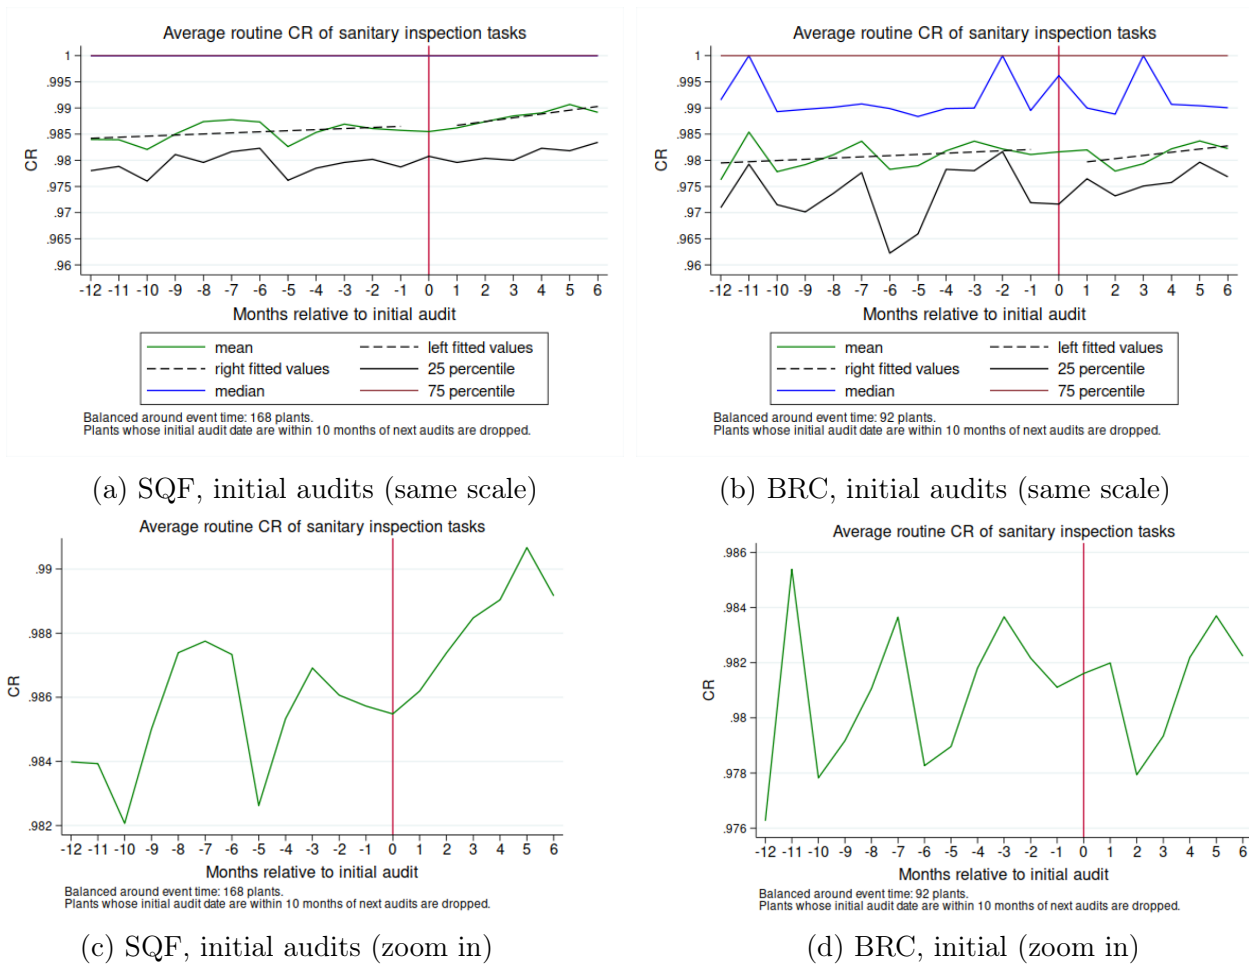 Average routine CR of sanitary inspection tasks
1
.995
.99
.985
.98
.975
.97
.965
.96
CR
-12 -11 -10 -9 -8 -7 -6 -5 -4 -3 -2 -1 0 1 2 3 4 5 6
Months relative to initial audit
mean left fitted values
right fitted values 25 percentile
median 75 percentile
Balanced around event time: 168 plants.
Plants whose initial audit date are within 10 months of next audits are dropped.
(a) SQF, initial audits (same scale)
Average routine CR of sanitary inspection tasks
1
.995
.99
.985
.98
.975
.97
.965
.96
CR
-12 -11 -10 -9 -8 -7 -6 -5 -4 -3 -2 -1 0 1 2 3 4 5 6
Months relative to initial audit
mean left fitted values
right fitted values 25 percentile
median 75 percentile
Balanced around event time: 92 plants.
Plants whose initial audit date are within 10 months of next audits are dropped.
(b) BRC, initial audits (same scale)
Average routine CR of sanitary inspection tasks
.99
.988
.986
.984
.982
CR
-12 -11 -10 -9 -8 -7 -6 -5 -4 -3 -2 -1 0 1 2 3 4 5 6
Months relative to initial audit
Balanced around event time: 168 plants.
Plants whose initial audit date are within 10 months of next audits are dropped.
(c) SQF, initial audits (zoom in)
Average routine CR of sanitary inspection tasks
.986
.984
.982
.98
.978
.976
CR
-12 -11 -10 -9 -8 -7 -6 -5 -4 -3 -2 -1 0 1 2 3 4 5 6
Months relative to initial audit
Balanced around event time: 92 plants.
Plants whose initial audit date are within 10 months of next audits are dropped.
(d) BRC, initial (zoom in)